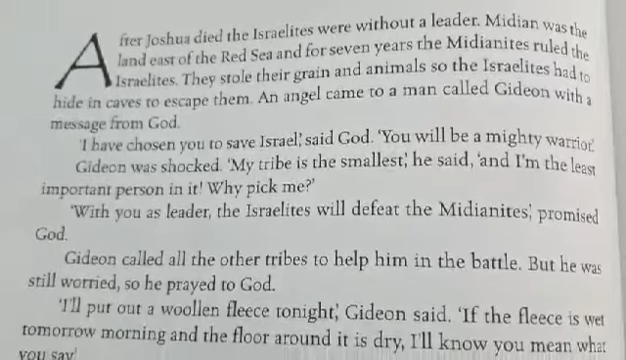 After Joshua died the Israelites were without a leader. Midian was the
land east of the Red Sea and for seven years the Midianites ruled the
Israelites. They stole their grain and animals so the Israelites had to
hide in caves to escape them. An angel came to a man called Gideon with a
message from God.
'I have chosen you to save Israel,' said God. 'You will be a mighty warrior.'
Gideon was shocked. 'My tribe is the smallest,' he said, 'and I'm the least
important person in it! Why pick me?'
'With you as leader, the Israelites will defeat the Midianites,' promised
God.
Gideon called all the other tribes to help him in the battle. But he was
still worried, so he prayed to God.
'I'll put out a woollen fleece tonight,' Gideon said. 'If the fleece is wet
tomorrow morning and the floor around it is dry, I'll know you mean what
you say.'